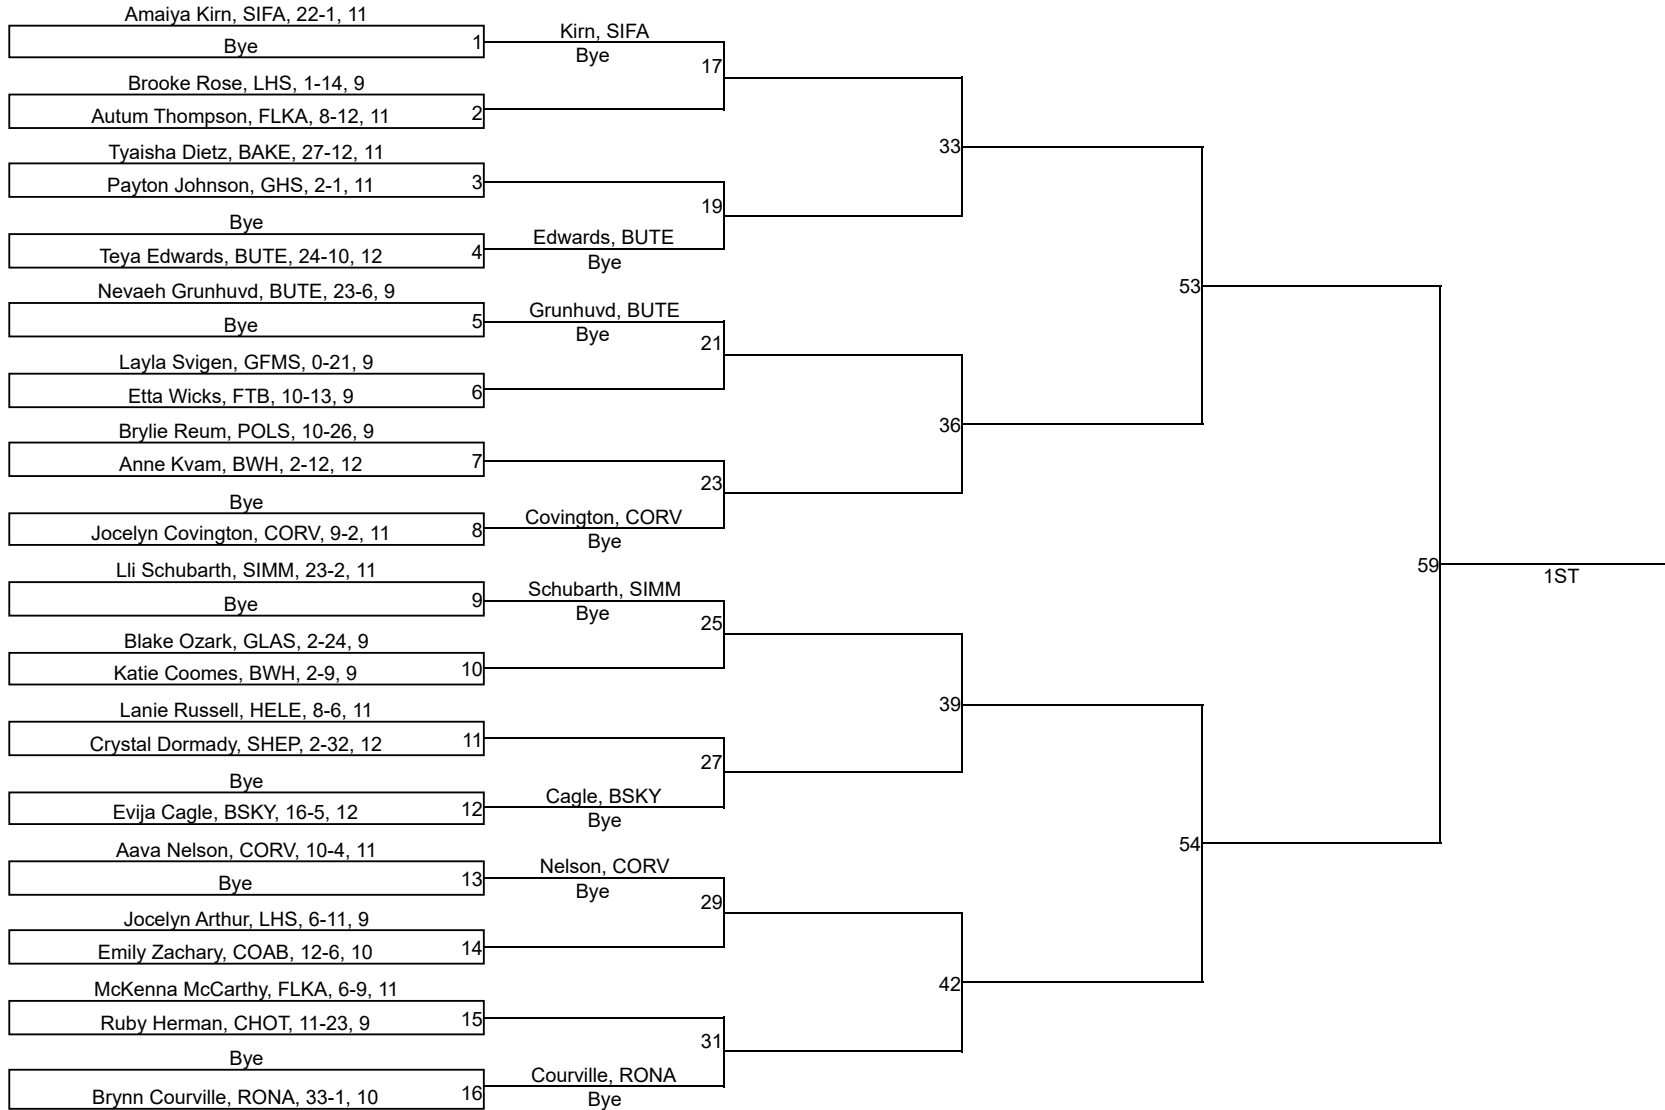 Amaiya Kirn, SIFA, 22-1, 11
Bye
1
Kirn, SIFA
Bye
17
Brooke Rose, LHS, 1-14, 9
Autum Thompson, FLKA, 8-12, 11
2
33
Tyaisha Dietz, BAKE, 27-12, 11
Payton Johnson, GHS, 2-1, 11
3
19
Bye
Teya Edwards, BUTE, 24-10, 12
4
Edwards, BUTE
Bye
53
Nevaeh Grunhuvd, BUTE, 23-6, 9
Bye
5
Grunhuvd, BUTE
Bye
21
Layla Svigen, GFMS, 0-21, 9
Etta Wicks, FTB, 10-13, 9
6
36
Brylie Reum, POLS, 10-26, 9
Anne Kvam, BWH, 2-12, 12
7
23
Bye
Jocelyn Covington, CORV, 9-2, 11
8
Covington, CORV
Bye
59
1ST
Lli Schubarth, SIMM, 23-2, 11
Bye
9
Schubarth, SIMM
Bye
25
Blake Ozark, GLAS, 2-24, 9
Katie Coomes, BWH, 2-9, 9
10
39
Lanie Russell, HELE, 8-6, 11
Crystal Dormady, SHEP, 2-32, 12
11
27
Bye
Evija Cagle, BSKY, 16-5, 12
12
Cagle, BSKY
Bye
54
Aava Nelson, CORV, 10-4, 11
Bye
13
Nelson, CORV
Bye
29
Jocelyn Arthur, LHS, 6-11, 9
Emily Zachary, COAB, 12-6, 10
14
42
McKenna McCarthy, FLKA, 6-9, 11
Ruby Herman, CHOT, 11-23, 9
15
31
Bye
Brynn Courville, RONA, 33-1, 10
16
Courville, RONA
Bye